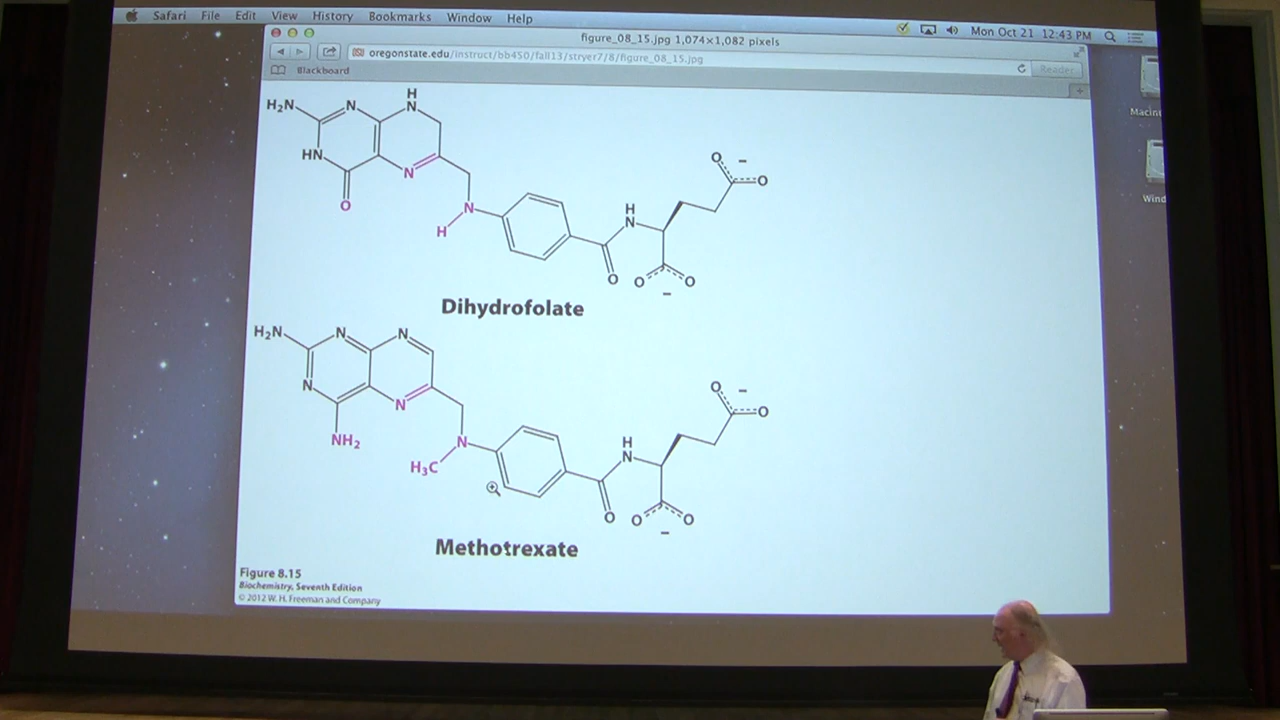 Safari File Edit View History Bookmarks Window Help
Mon Oct 21 12:43 PM
figure_08_15.jpg 1,074×1,082 pixels
oregonstate.edu/instruct/bb450/fall13/stryer7/8/figure_08_15.jpg
Reader
Blackboard
Macint
Wind
H
H₂N N N
HN N
O
N
H
H
N
O
O
O
O O
Dihydrofolate
H₂N N N
N N
NH₂
N
H₃C
H
N
O
O
O
O O
Methotrexate
Figure 8.15
Biochemistry, Seventh Edition
© 2012 W. H. Freeman and Company